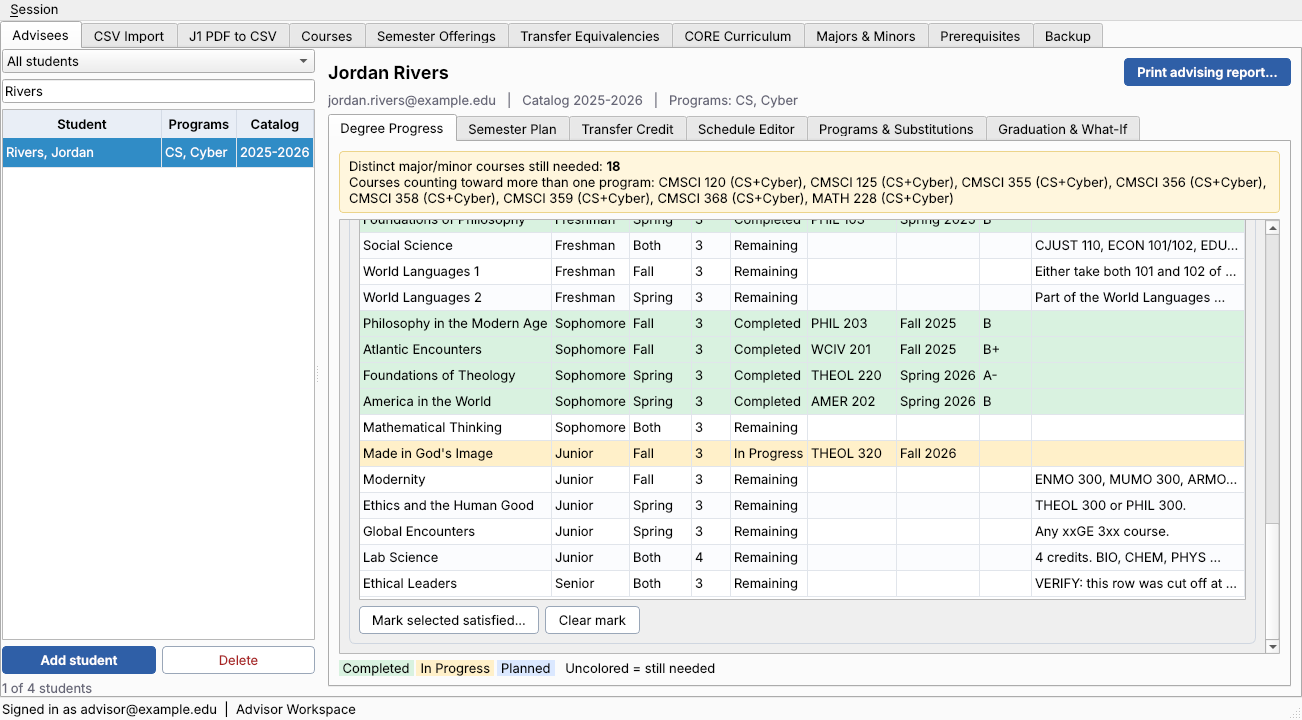 Session
Advisees CSV Import J1 PDF to CSV Courses Semester Offerings Transfer Equivalencies CORE Curriculum Majors & Minors Prerequisites Backup
All students
Rivers
Student Programs Catalog
Rivers, Jordan CS, Cyber 2025-2026
Add student Delete
1 of 4 students
Jordan Rivers
Print advising report...
jordan.rivers@example.edu | Catalog 2025-2026 | Programs: CS, Cyber
Degree Progress Semester Plan Transfer Credit Schedule Editor Programs & Substitutions Graduation & What-If
Distinct major/minor courses still needed: 18
Courses counting toward more than one program: CMSCI 120 (CS+Cyber), CMSCI 125 (CS+Cyber), CMSCI 355 (CS+Cyber), CMSCI 356 (CS+Cyber),
CMSCI 358 (CS+Cyber), CMSCI 359 (CS+Cyber), CMSCI 368 (CS+Cyber), MATH 228 (CS+Cyber)
Foundations of Philosophy Freshman Spring 3 Completed PHIL 103 Spring 2025 B
Social Science Freshman Both 3 Remaining CJUST 110, ECON 101/102, EDU...
World Languages 1 Freshman Fall 3 Remaining Either take both 101 and 102 of ...
World Languages 2 Freshman Spring 3 Remaining Part of the World Languages ...
Philosophy in the Modern Age Sophomore Fall 3 Completed PHIL 203 Fall 2025 B
Atlantic Encounters Sophomore Fall 3 Completed WCIV 201 Fall 2025 B+
Foundations of Theology Sophomore Spring 3 Completed THEOL 220 Spring 2026 A-
America in the World Sophomore Spring 3 Completed AMER 202 Spring 2026 B
Mathematical Thinking Sophomore Both 3 Remaining
Made in God's Image Junior Fall 3 In Progress THEOL 320 Fall 2026
Modernity Junior Fall 3 Remaining ENMO 300, MUMO 300, ARMO...
Ethics and the Human Good Junior Spring 3 Remaining THEOL 300 or PHIL 300.
Global Encounters Junior Spring 3 Remaining Any xxGE 3xx course.
Lab Science Junior Both 4 Remaining 4 credits. BIO, CHEM, PHYS ...
Ethical Leaders Senior Both 3 Remaining VERIFY: this row was cut off at ...
Mark selected satisfied... Clear mark
Completed In Progress Planned Uncolored = still needed
Signed in as advisor@example.edu | Advisor Workspace